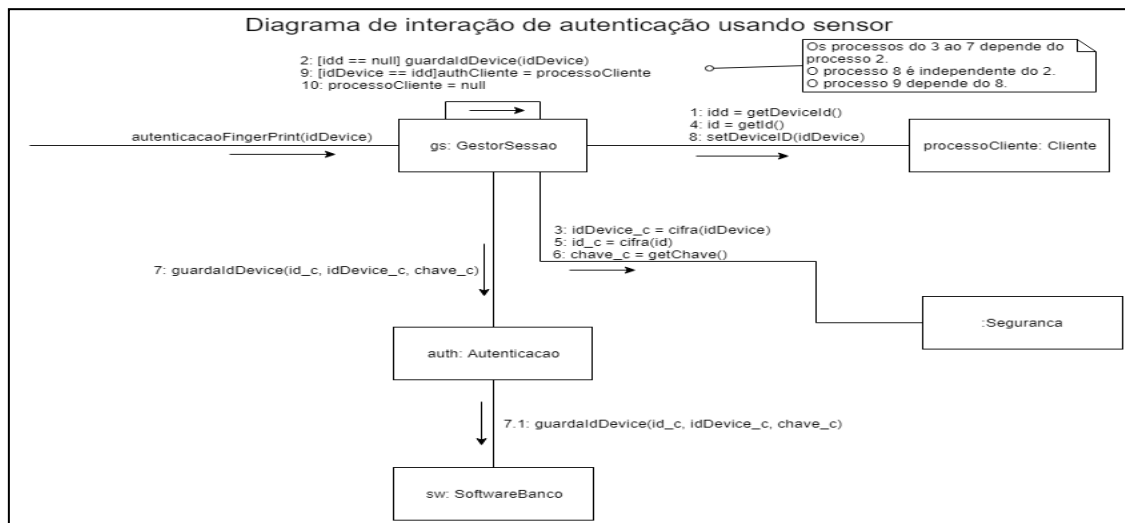 Diagrama de interação de autenticação usando sensor
2: [idd == null] guardaIdDevice(idDevice)
9: [idDevice == idd]authCliente = processoCliente
10: processoCliente = null
Os processos do 3 ao 7 depende do
processo 2.
O processo 8 é independente do 2.
O processo 9 depende do 8.
1: idd = getDeviceId()
4: id = getId()
8: setDeviceID(idDevice)
autenticacaoFingerPrint(idDevice)
gs: GestorSessao
processoCliente: Cliente
3: idDevice_c = cifra(idDevice)
5: id_c = cifra(id)
6: chave_c = getChave()
7: guardaIdDevice(id_c, idDevice_c, chave_c)
:Seguranca
auth: Autenticacao
7.1: guardaIdDevice(id_c, idDevice_c, chave_c)
sw: SoftwareBanco